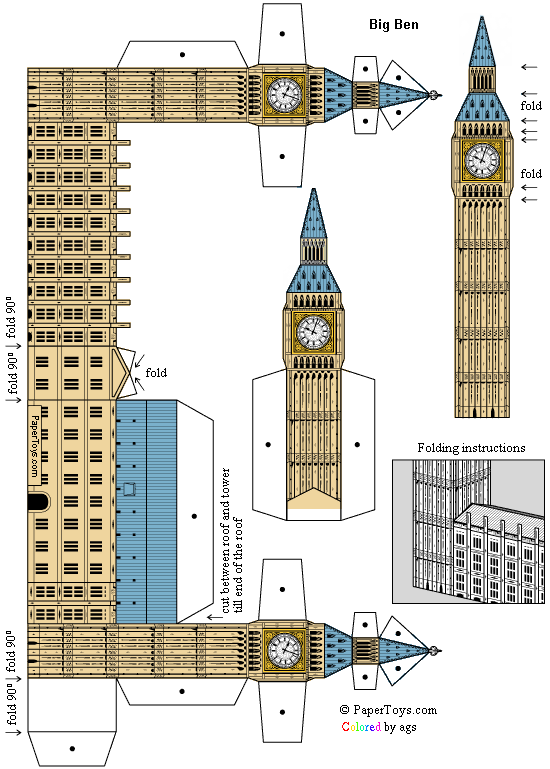 Big Ben
fold
fold
fold 90º
fold 90º
fold
PaperToys.com
Folding instructions
cut between roof and tower
till end of the roof
fold 90º
fold 90º
© PaperToys.com
Colored by ags